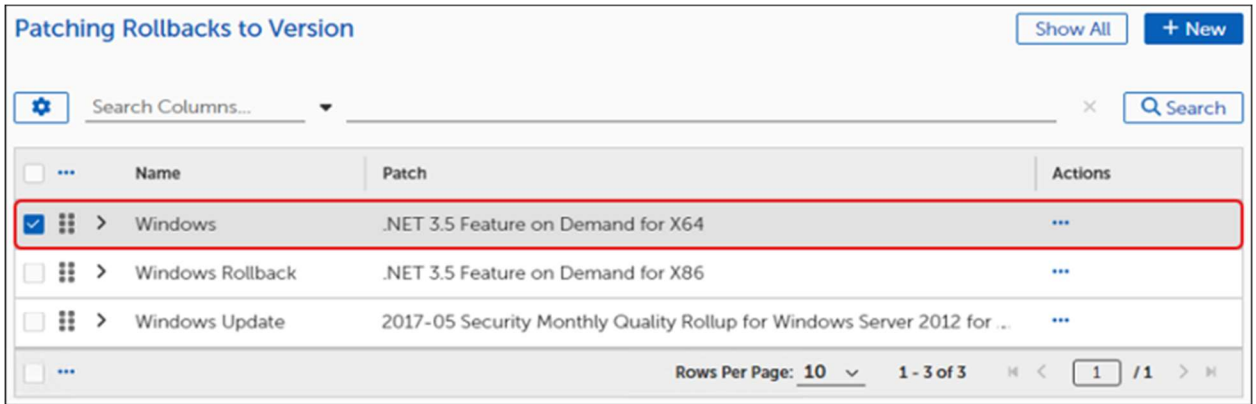 Patching Rollbacks to Version Show All + New
Search Columns... × Search
... Name Patch Actions
> Windows .NET 3.5 Feature on Demand for X64 ...
> Windows Rollback .NET 3.5 Feature on Demand for X86 ...
> Windows Update 2017-05 Security Monthly Quality Rollup for Windows Server 2012 for ... ...
... Rows Per Page: 10 1 - 3 of 3 1 / 1